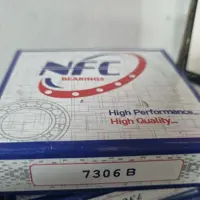 NFC
BEARINGS
High Performance
High Quality...
7306 B